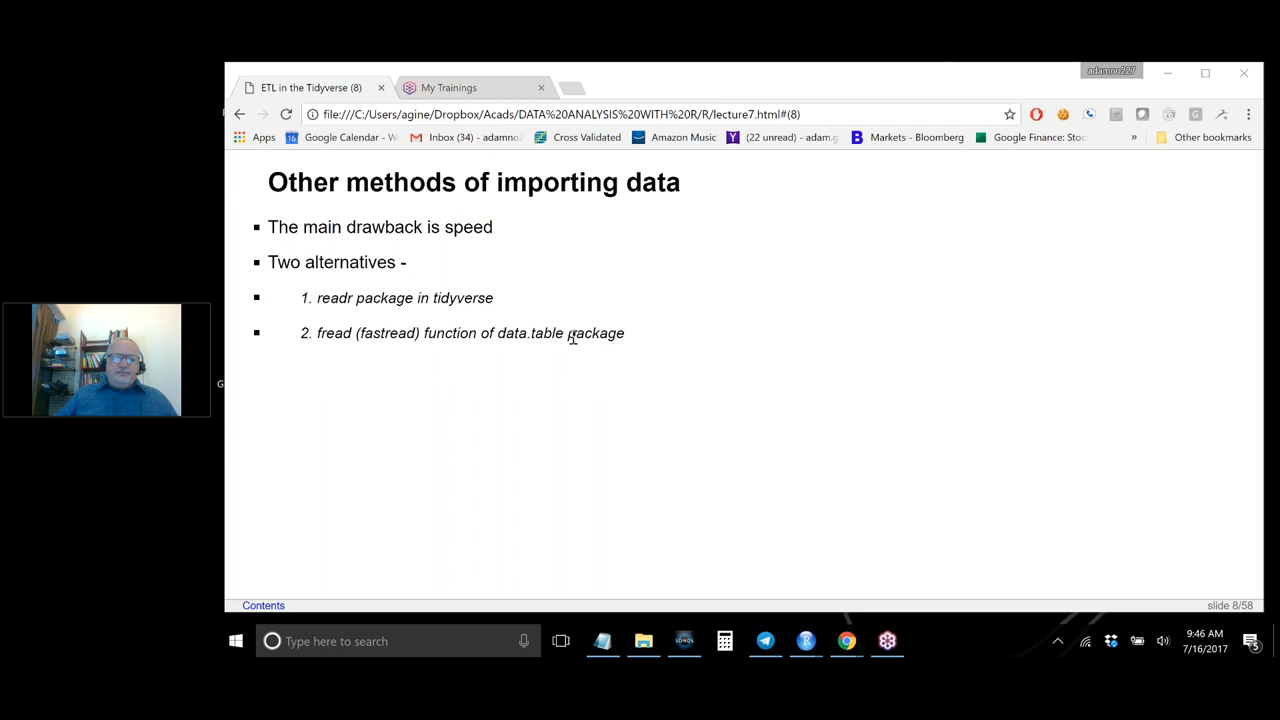 adamno227
ETL in the Tidyverse (8)
My Trainings
file:///C:/Users/agine/Dropbox/Acads/DATA%20ANALYSIS%20WITH%20R/R/lecture7.html#(8)
Apps
Google Calendar - W
Inbox (34) - adamno
Cross Validated
Amazon Music
(22 unread) - adam.g
Markets - Bloomberg
Google Finance: Stoc
»
Other bookmarks
Other methods of importing data
The main drawback is speed
Two alternatives -
1. readr package in tidyverse
2. fread (fastread) function of data.table package
G
Contents
slide 8/58
Type here to search
SONOS
9:46 AM
7/16/2017
5